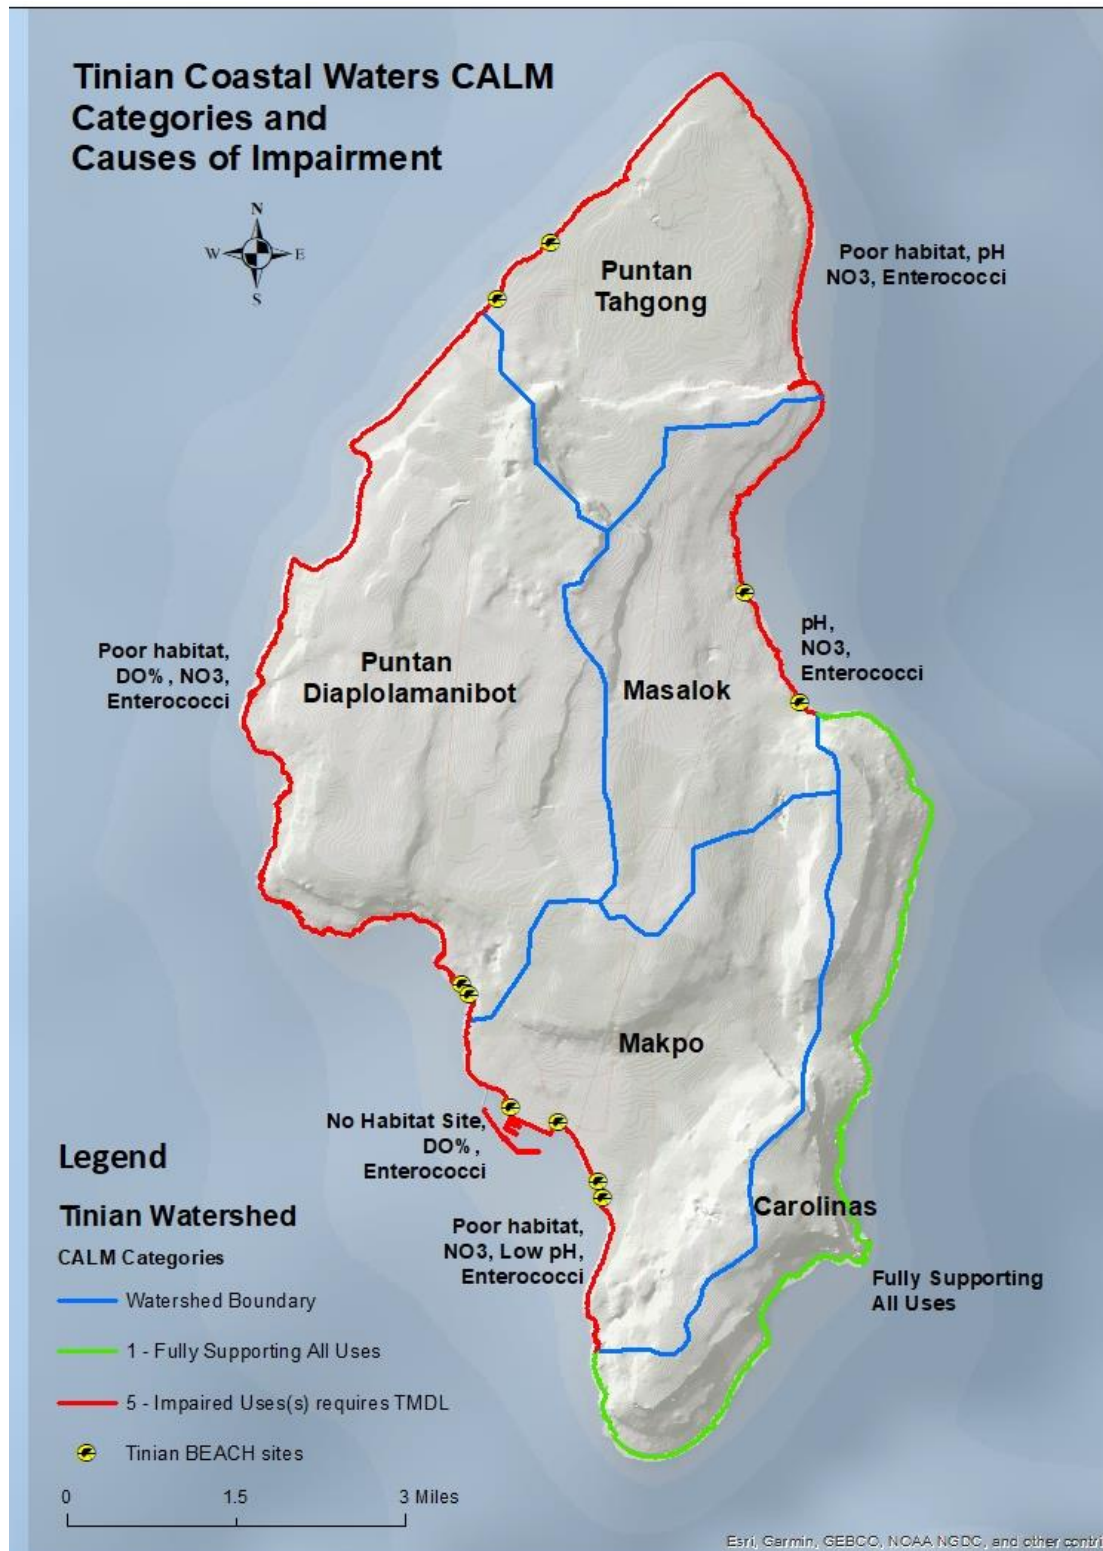 Tinian Coastal Waters CALM
Categories and
Causes of Impairment
N
W
E
S
Poor habitat, pH
NO3, Enterococci
Puntan
Tahgong
pH,
NO3,
Enterococci
Poor habitat,
DO%, NO3,
Enterococci
Puntan
Diaplolamanibot
Masalok
Makpo
No Habitat Site,
DO%,
Enterococci
Poor habitat,
NO3, Low pH,
Enterococci
Carolinas
Fully Supporting
All Uses
Legend
Tinian Watershed
CALM Categories
Watershed Boundary
1 - Fully Supporting All Uses
5 - Impaired Uses(s) requires TMDL
Tinian BEACH sites
0 1.5 3 Miles
Esri, Garmin, GEBCO, NOAA NGDC, and other contri